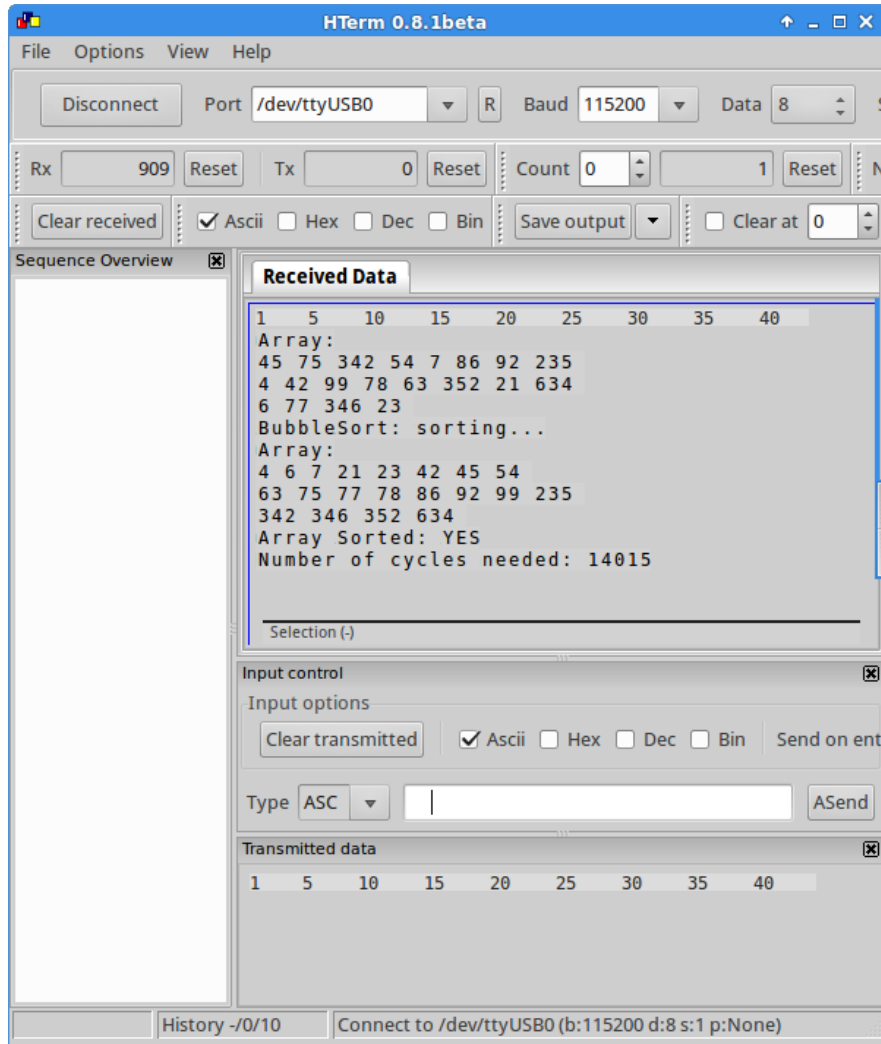 HTerm 0.8.1beta
File Options View Help
Disconnect Port /dev/ttyUSB0 R Baud 115200 Data 8
Rx 909 Reset Tx 0 Reset Count 0 1 Reset
Clear received Ascii Hex Dec Bin Save output Clear at 0
Sequence Overview
Received Data
1 5 10 15 20 25 30 35 40
Array:
45 75 342 54 7 86 92 235
4 42 99 78 63 352 21 634
6 77 346 23
BubbleSort: sorting...
Array:
4 6 7 21 23 42 45 54
63 75 77 78 86 92 99 235
342 346 352 634
Array Sorted: YES
Number of cycles needed: 14015
Selection (-)
Input control
Input options
Clear transmitted Ascii Hex Dec Bin Send on ent
Type ASC ASend
Transmitted data
1 5 10 15 20 25 30 35 40
History -/0/10 Connect to /dev/ttyUSB0 (b:115200 d:8 s:1 p:None)